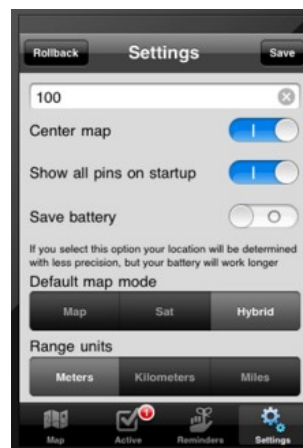 Rollback Settings Save
100
Center map
Show all pins on startup
Save battery
If you select this option your location will be determined
with less precision, but your battery will work longer
Default map mode
Map Sat Hybrid
Range units
Meters Kilometers Miles
1
Map Active Reminders Settings